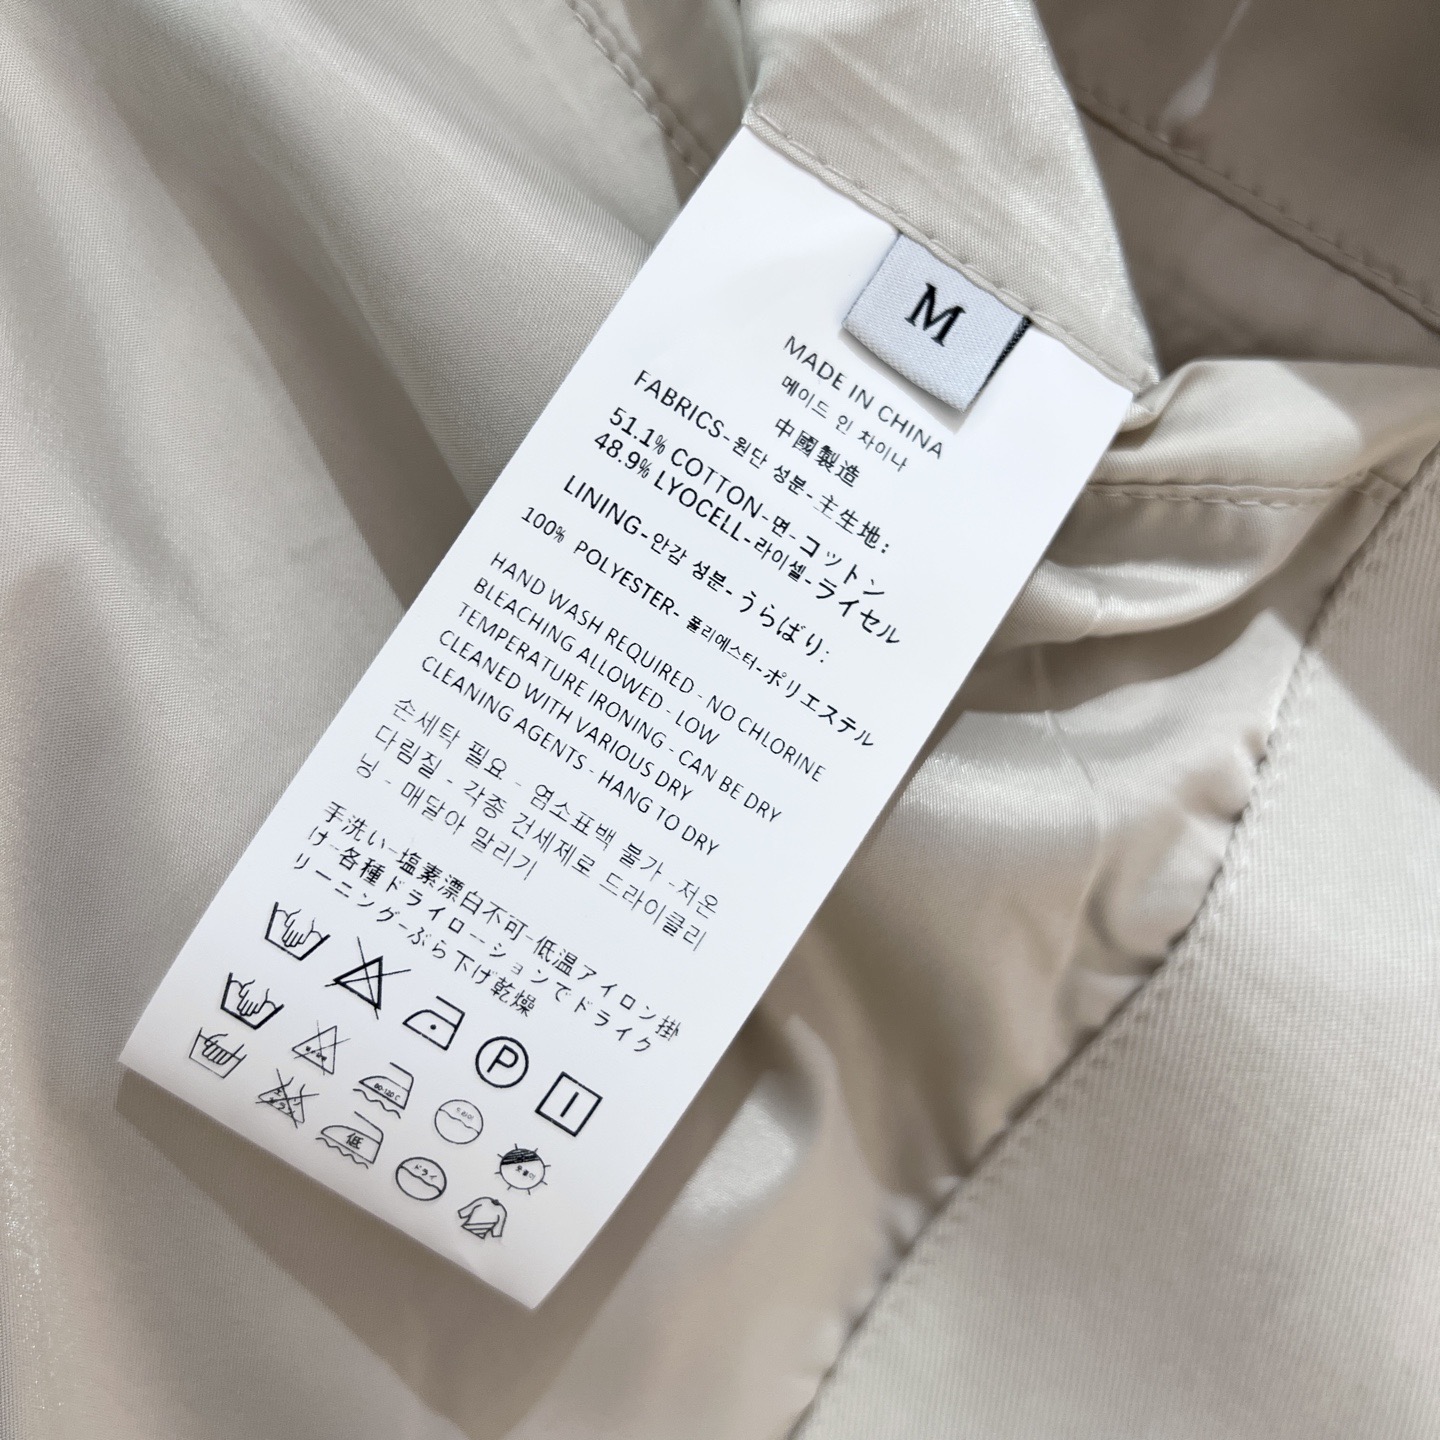 M
MADE IN CHINA
메이드 인 차이나
中國製造
FABRICS-원단 성분-主生地:
51.1% COTTON-면-コットン
48.9% LYOCELL-라이셀-ライセル
LINING-안감 성분-うらばり:
100% POLYESTER-폴리에스터-ポリエステル
HAND WASH REQUIRED - NO CHLORINE
BLEACHING ALLOWED - LOW
TEMPERATURE IRONING - CAN BE DRY
CLEANED WITH VARIOUS DRY
CLEANING AGENTS - HANG TO DRY
손세탁 필요 - 염소표백 불가 -저온
다림질 - 각종 건세제로 드라이클리
닝 - 매달아 말리기
手洗い-塩素漂白不可-低温アイロン掛
け-各種ドライローションでドライク
リーニング-ぶら下げ乾燥
P
低
ドライ